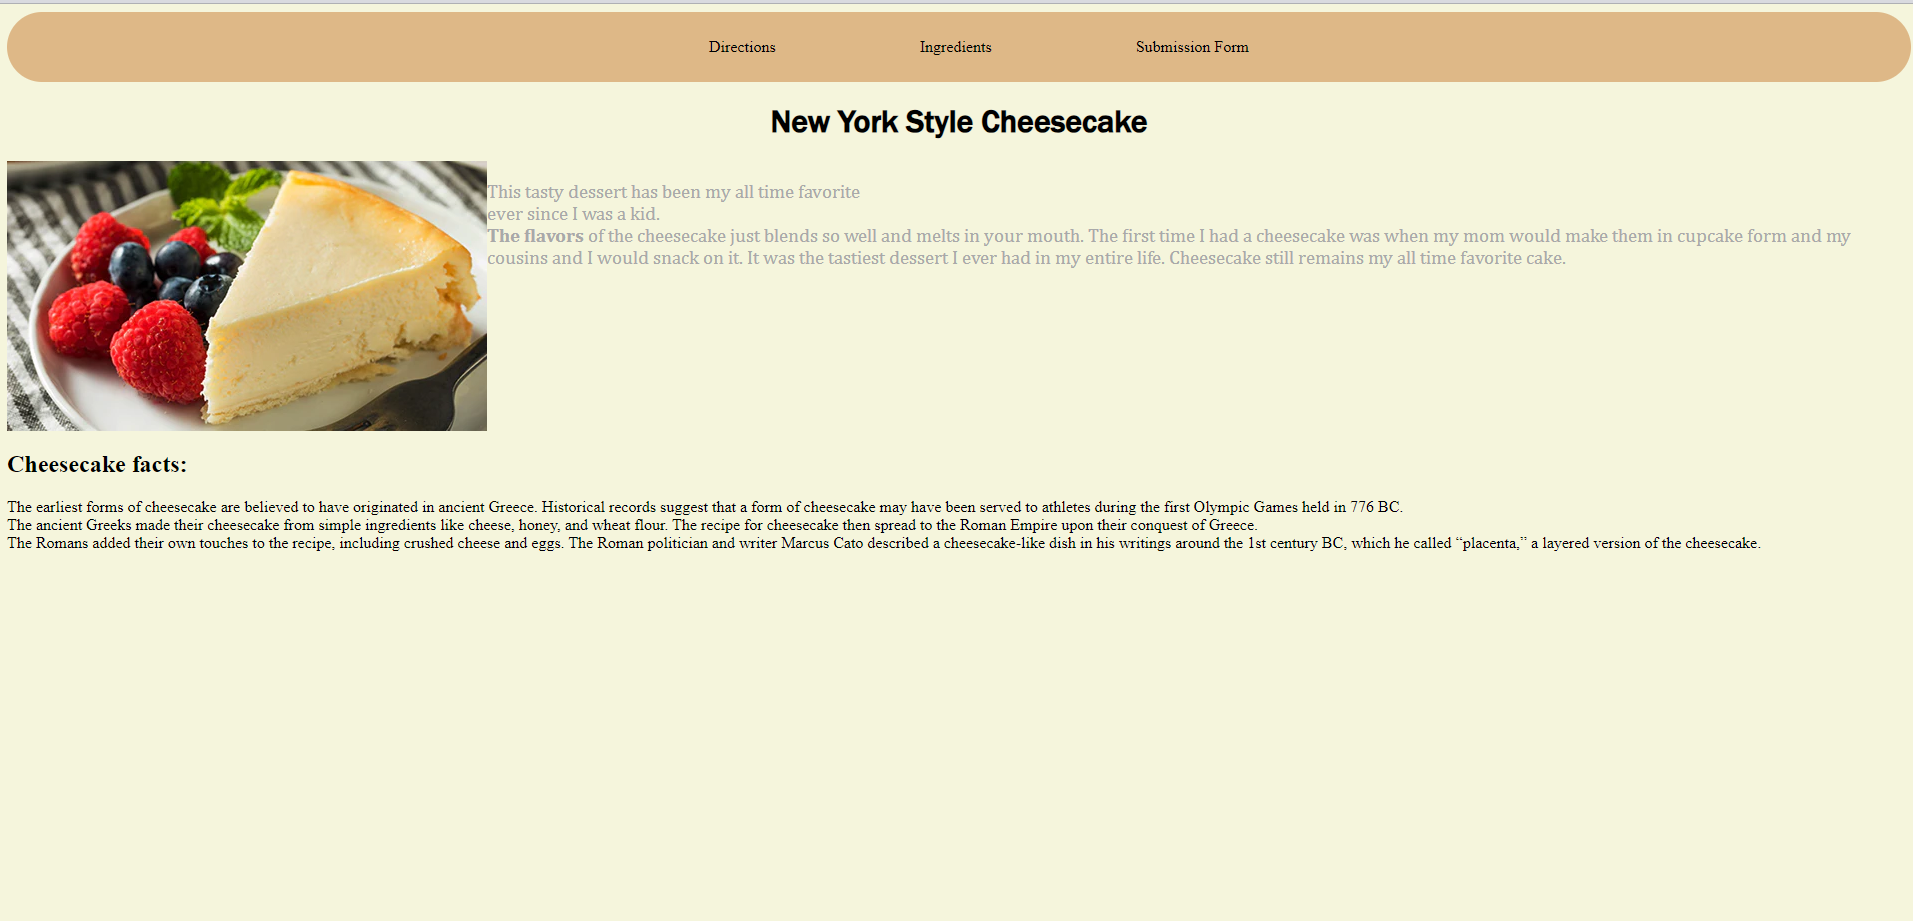 Directions Ingredients Submission Form
New York Style Cheesecake
This tasty dessert has been my all time favorite
ever since I was a kid.
The flavors of the cheesecake just blends so well and melts in your mouth. The first time I had a cheesecake was when my mom would make them in cupcake form and my
cousins and I would snack on it. It was the tastiest dessert I ever had in my entire life. Cheesecake still remains my all time favorite cake.
Cheesecake facts:
The earliest forms of cheesecake are believed to have originated in ancient Greece. Historical records suggest that a form of cheesecake may have been served to athletes during the first Olympic Games held in 776 BC.
The ancient Greeks made their cheesecake from simple ingredients like cheese, honey, and wheat flour. The recipe for cheesecake then spread to the Roman Empire upon their conquest of Greece.
The Romans added their own touches to the recipe, including crushed cheese and eggs. The Roman politician and writer Marcus Cato described a cheesecake-like dish in his writings around the 1st century BC, which he called “placenta,” a layered version of the cheesecake.